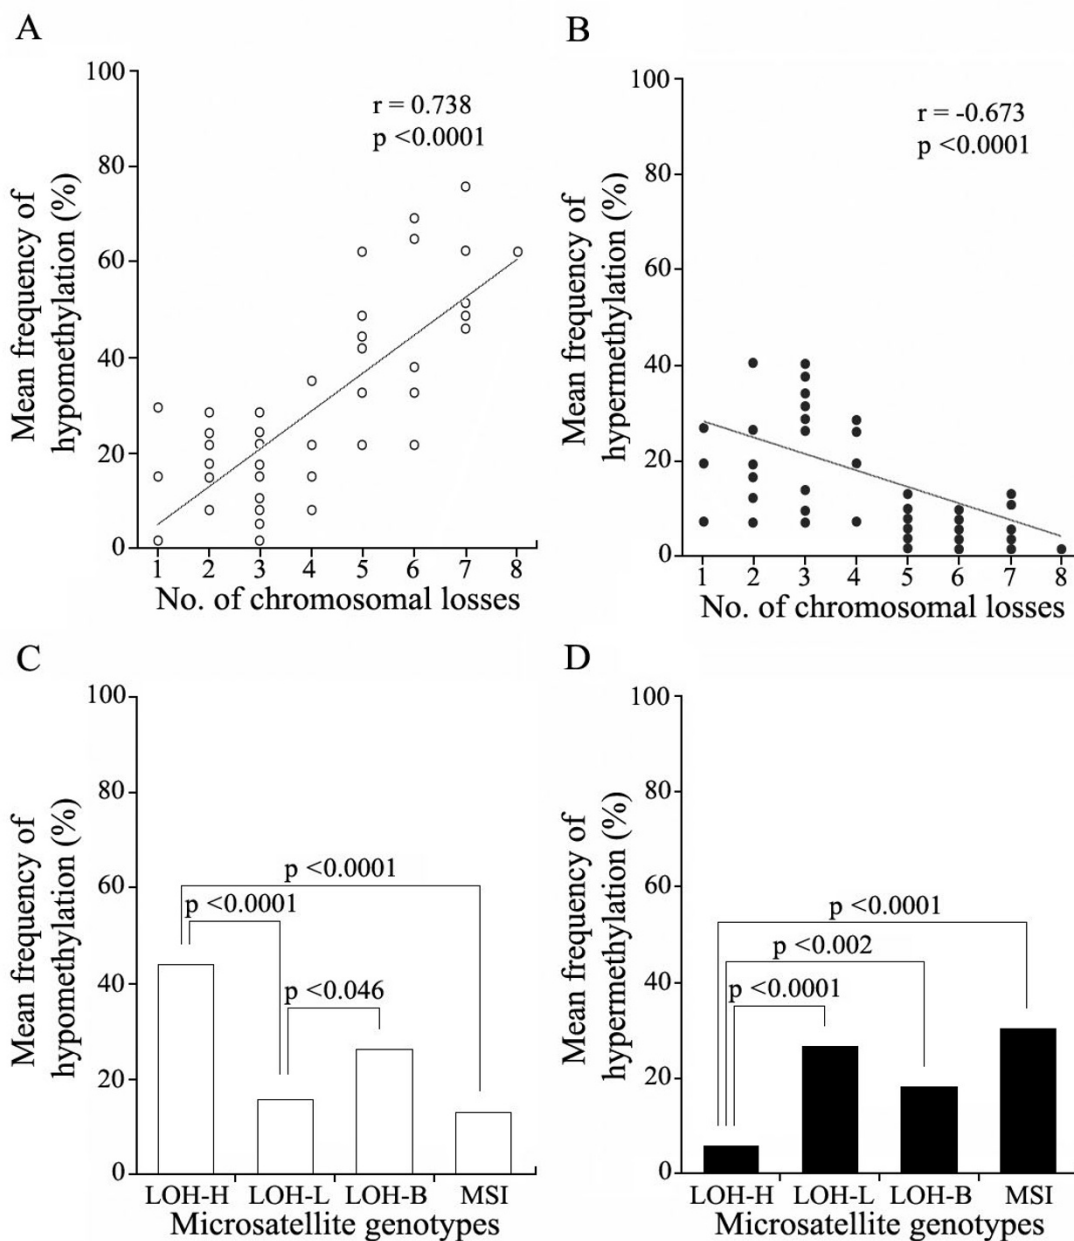 A
Mean frequency of
hypomethylation (%)
100
80
60
40
20
0
r = 0.738
p <0.0001
1 2 3 4 5 6 7 8
No. of chromosomal losses
B
Mean frequency of
hypermethylation (%)
100
80
60
40
20
0
r = -0.673
p <0.0001
1 2 3 4 5 6 7 8
No. of chromosomal losses
C
Mean frequency of
hypomethylation (%)
100
80
60
40
20
0
p <0.0001
p <0.0001
p <0.046
LOH-H LOH-L LOH-B MSI
Microsatellite genotypes
D
Mean frequency of
hypermethylation (%)
100
80
60
40
20
0
p <0.0001
p <0.002
p <0.0001
LOH-H LOH-L LOH-B MSI
Microsatellite genotypes